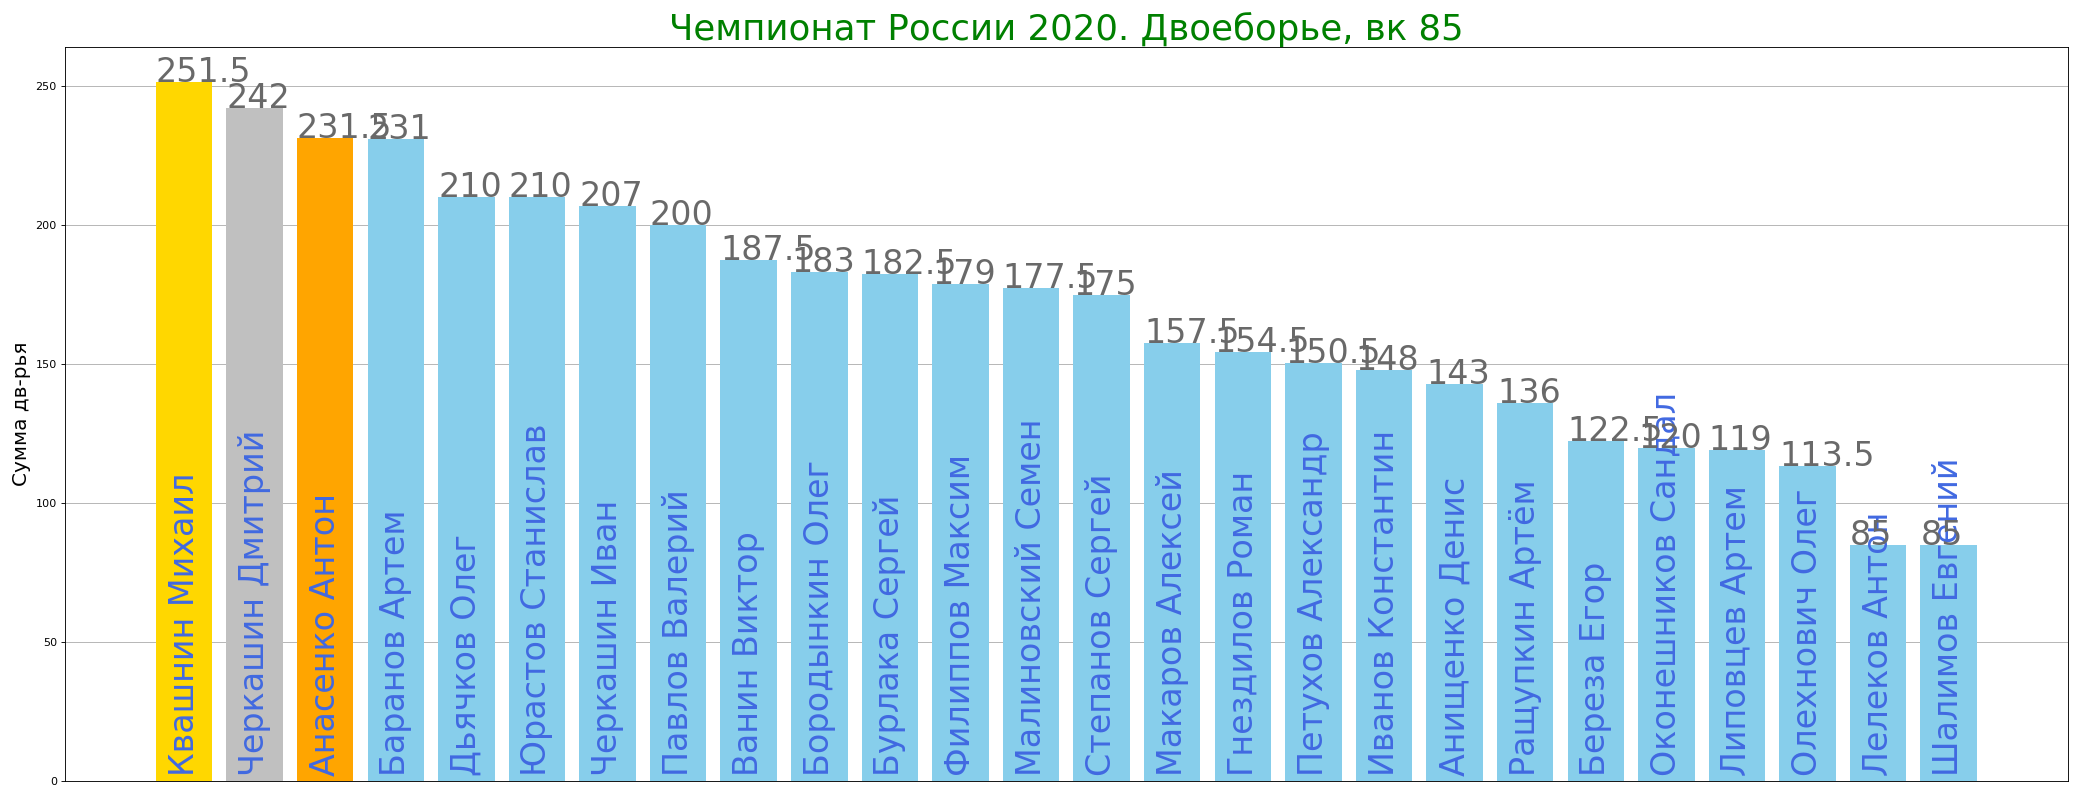 Чемпионат России 2020. Двоеборье, вк 85
Сумма дв-рья
250
200
150
100
50
0
251.5
242
231.5
231
210
210
207
200
187.5
183
182.5
179
177.5
175
157.5
154.5
150.5
148
143
136
122.5
120
119
113.5
85
85
Квашнин Михаил
Черкашин Дмитрий
Анасенко Антон
Баранов Артем
Дьячков Олег
Юрастов Станислав
Черкашин Иван
Павлов Валерий
Ванин Виктор
Бородынкин Олег
Бурлака Сергей
Филиппов Максим
Малиновский Семен
Степанов Сергей
Макаров Алексей
Гнездилов Роман
Петухов Александр
Иванов Константин
Анищенко Денис
Ращупкин Артём
Береза Егор
Оконешников Сандал
Липовцев Артем
Олехнович Олег
Лелеков Антон
Шалимов Евгений